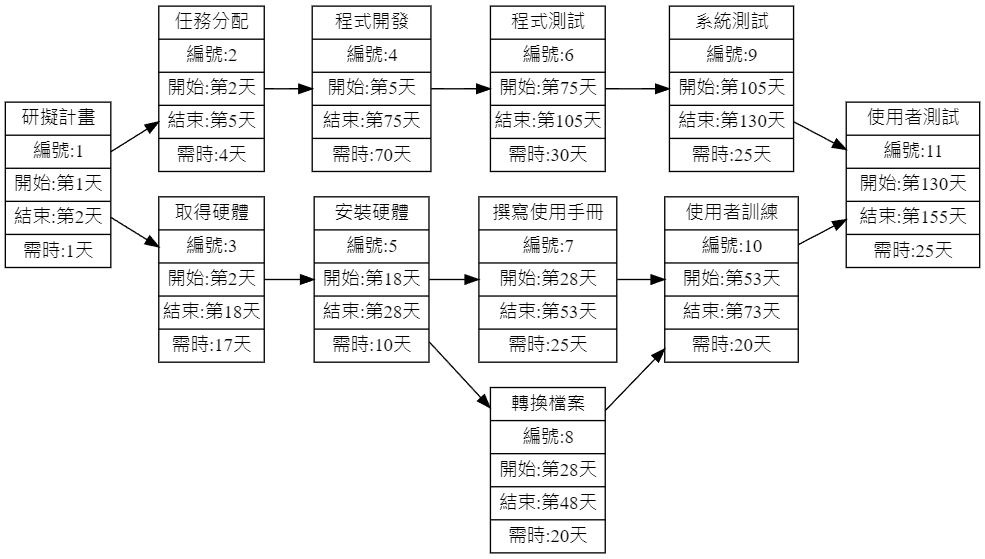 研擬計畫
編號:1
開始:第1天
結束:第2天
需時:1天
任務分配
編號:2
開始:第2天
結束:第5天
需時:4天
程式開發
編號:4
開始:第5天
結束:第75天
需時:70天
程式測試
編號:6
開始:第75天
結束:第105天
需時:30天
系統測試
編號:9
開始:第105天
結束:第130天
需時:25天
取得硬體
編號:3
開始:第2天
結束:第18天
需時:17天
安裝硬體
編號:5
開始:第18天
結束:第28天
需時:10天
撰寫使用手冊
編號:7
開始:第28天
結束:第53天
需時:25天
轉換檔案
編號:8
開始:第28天
結束:第48天
需時:20天
使用者訓練
編號:10
開始:第53天
結束:第73天
需時:20天
使用者測試
編號:11
開始:第130天
結束:第155天
需時:25天